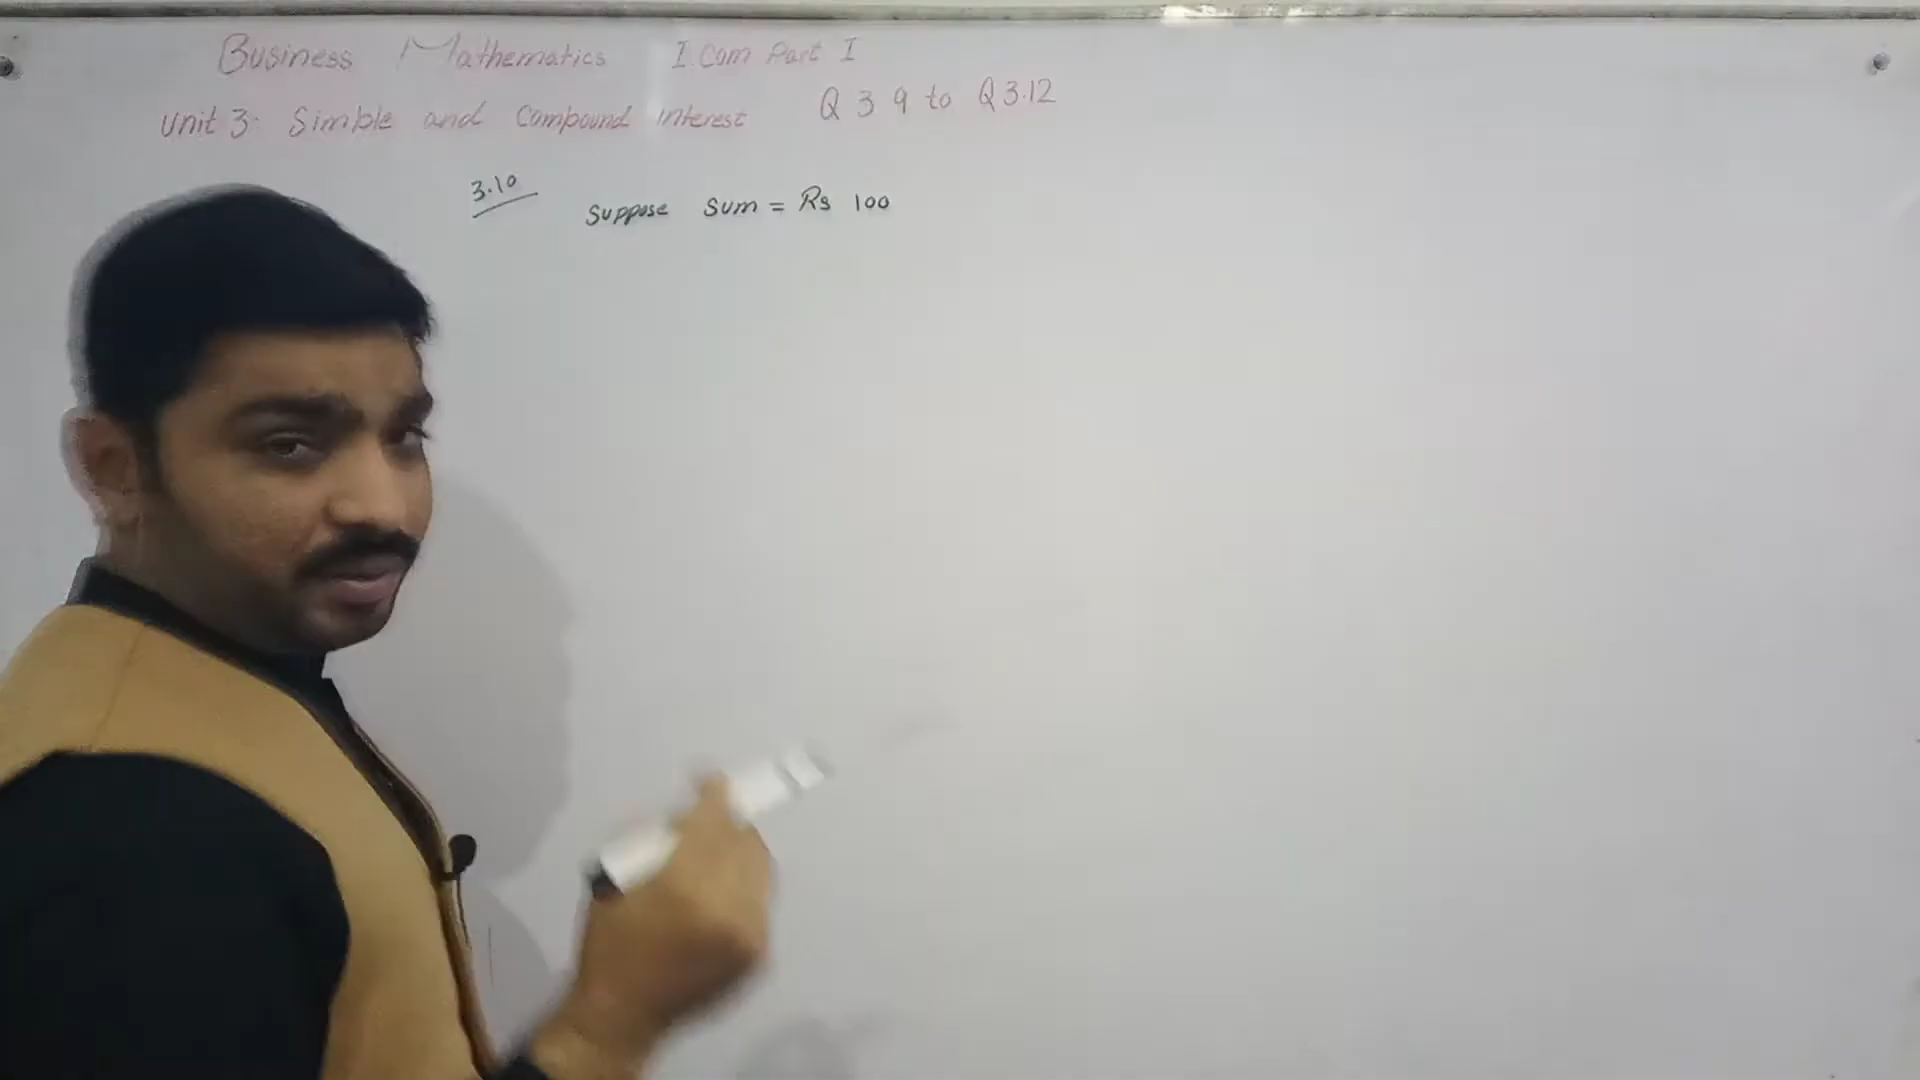 Business Mathematics I.Com Part I
Unit 3: Simple and Compound Interest Q 3 9 to Q 3.12
3.10 Suppose Sum = Rs 100